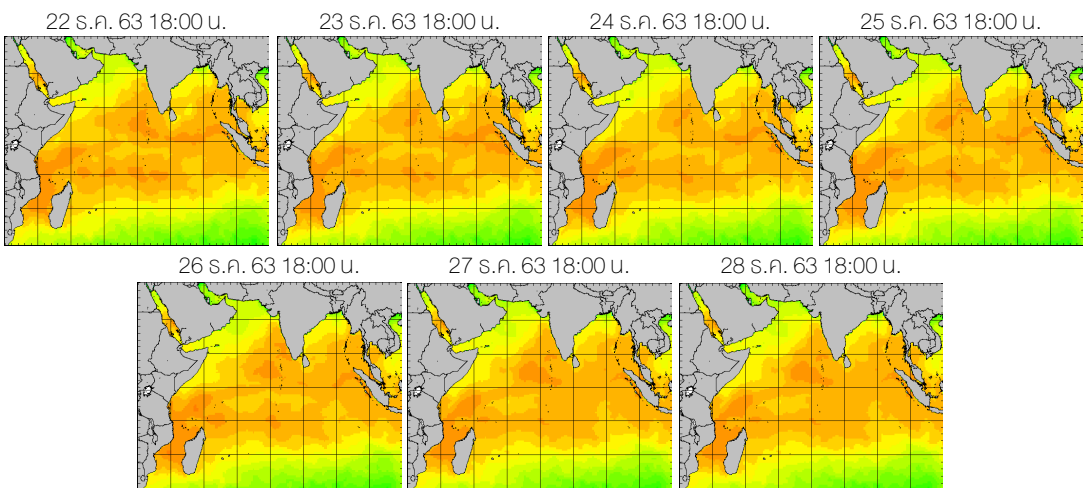 22 ธ.ค. 63 18:00 น.
23 ธ.ค. 63 18:00 น.
24 ธ.ค. 63 18:00 น.
25 ธ.ค. 63 18:00 น.
26 ธ.ค. 63 18:00 น.
27 ธ.ค. 63 18:00 น.
28 ธ.ค. 63 18:00 น.